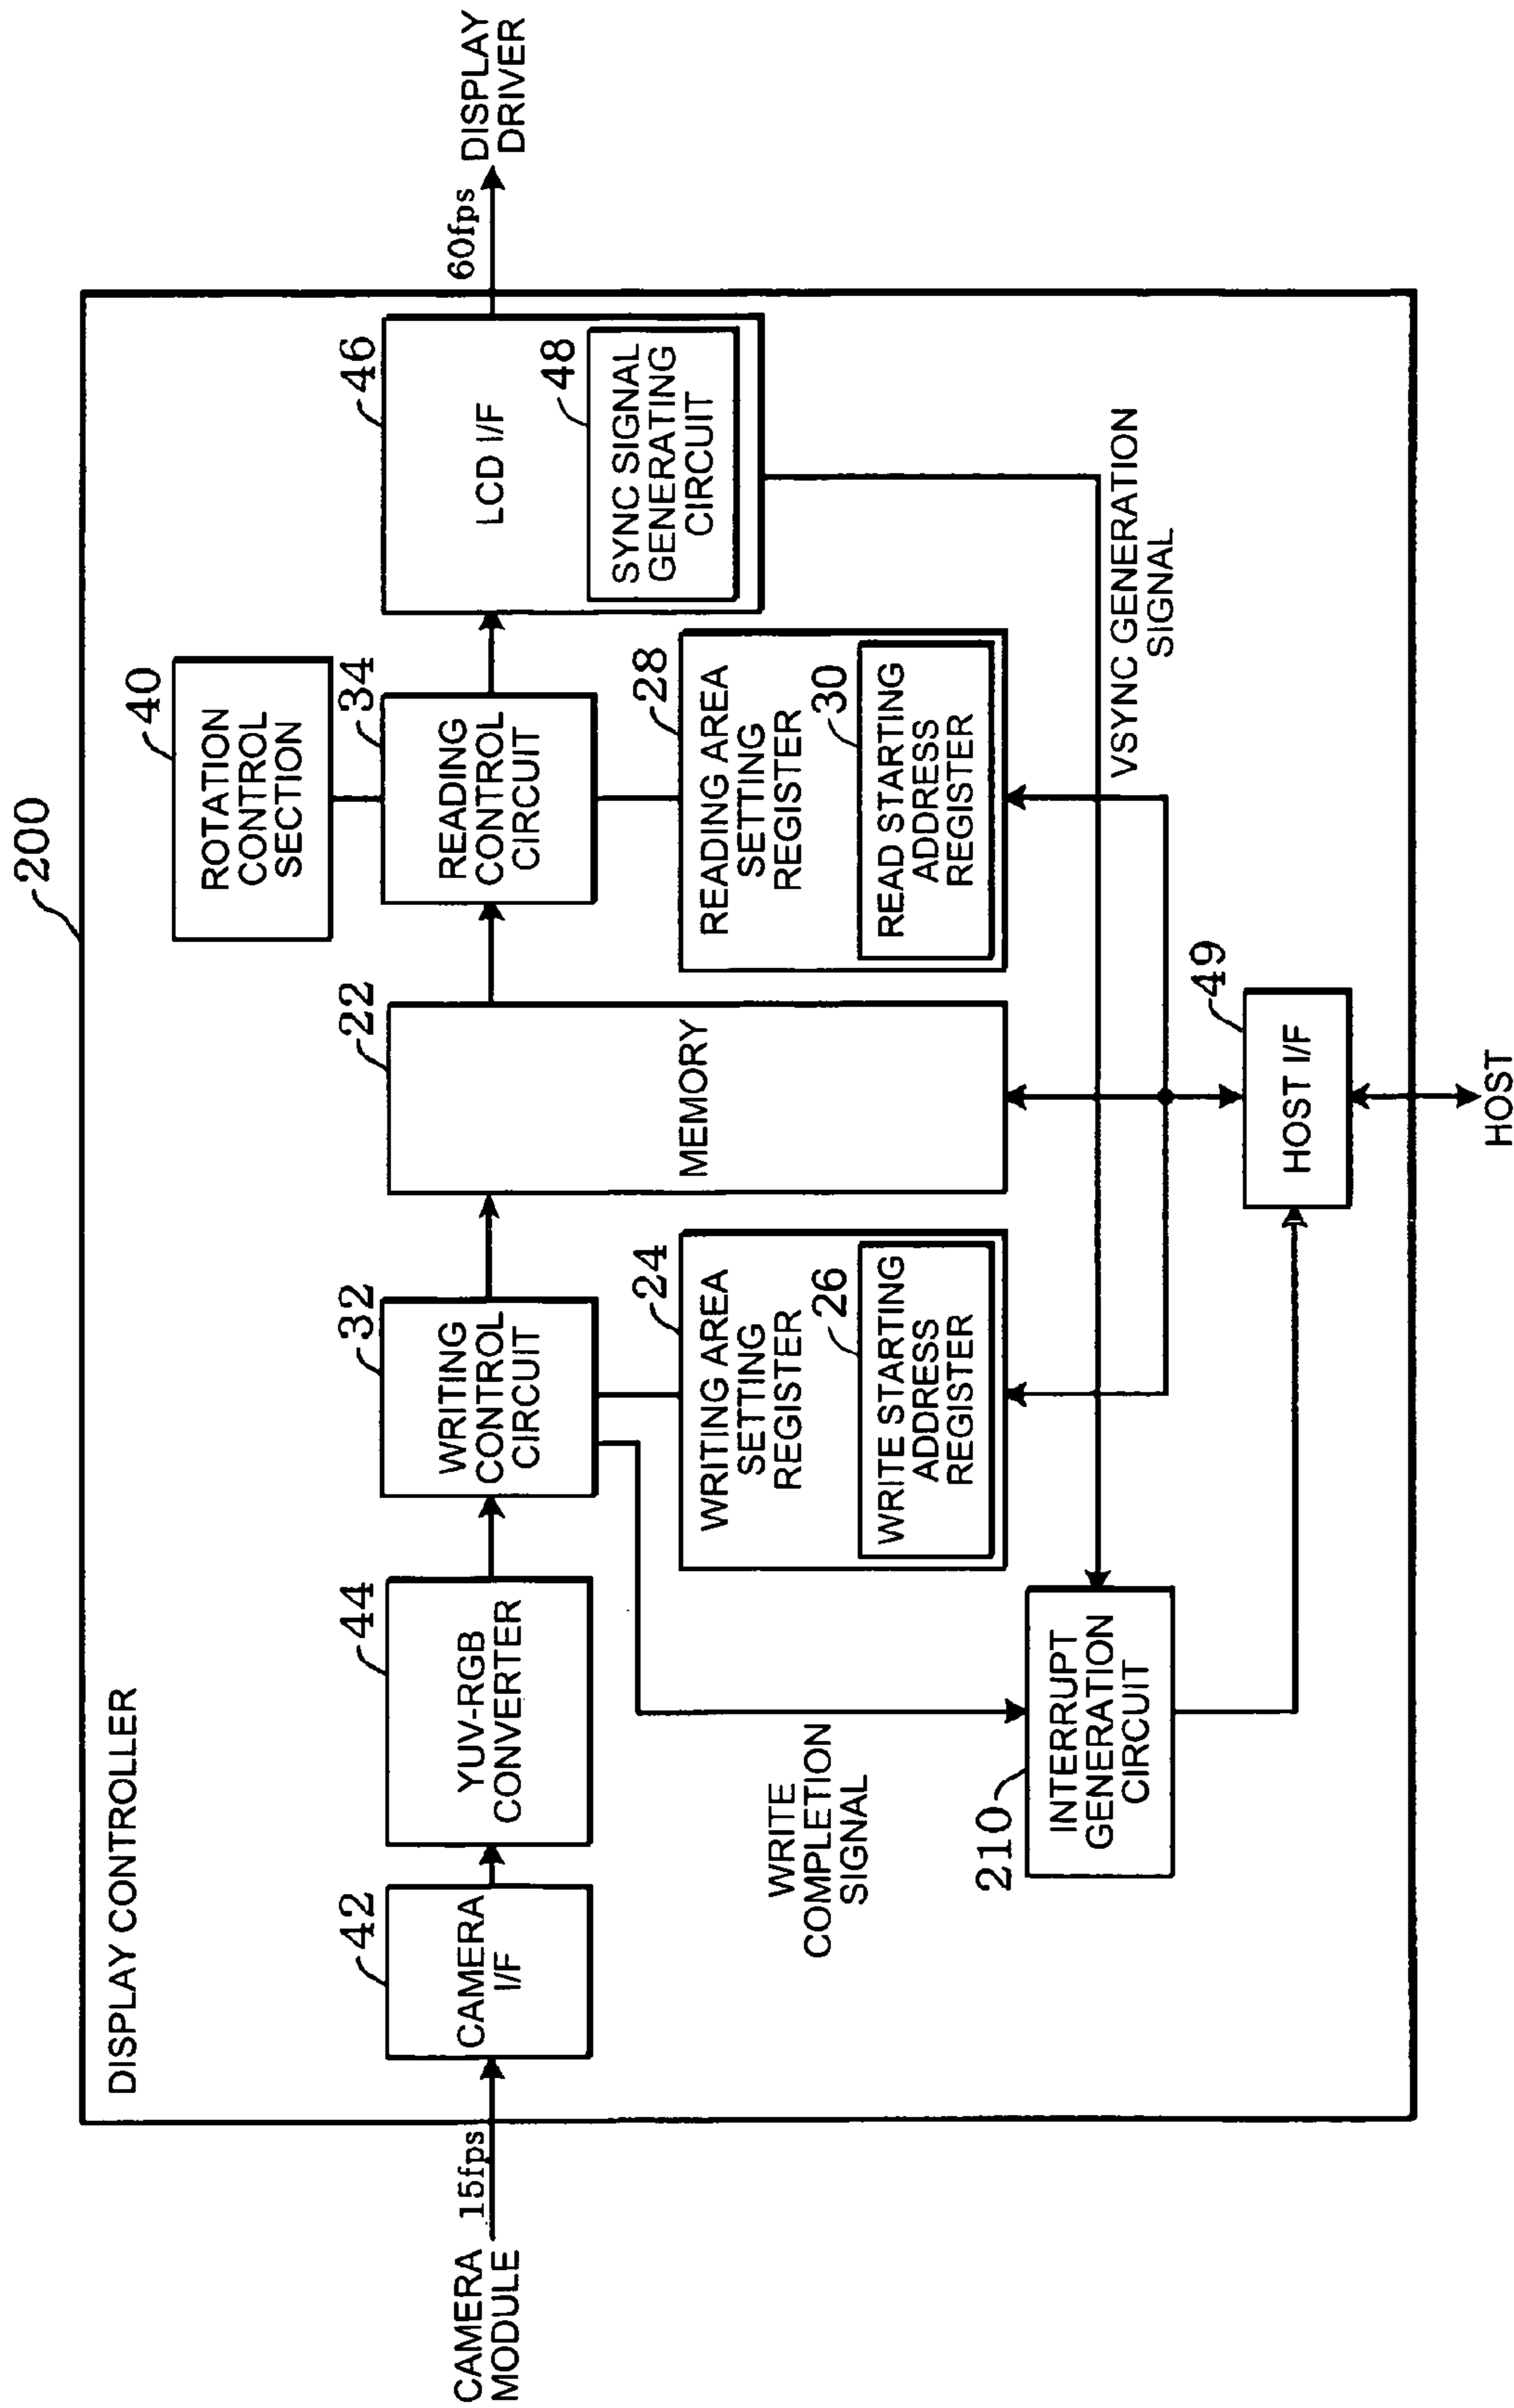 200
DISPLAY CONTROLLER
40
ROTATION
CONTROL
SECTION
CAMERA
MODULE
15fps
42
CAMERA
I/F
44
YUV-RGB
CONVERTER
32
WRITING
CONTROL
CIRCUIT
22
MEMORY
34
READING
CONTROL
CIRCUIT
46
LCD I/F
48
SYNC SIGNAL
GENERATING
CIRCUIT
60fps
DISPLAY
DRIVER
24
WRITING AREA
SETTING
REGISTER
26
WRITE STARTING
ADDRESS
REGISTER
28
READING AREA
SETTING
REGISTER
30
READ STARTING
ADDRESS
REGISTER
WRITE
COMPLETION
SIGNAL
VSYNC GENERATION
SIGNAL
210
INTERRUPT
GENERATION
CIRCUIT
49
HOST I/F
HOST